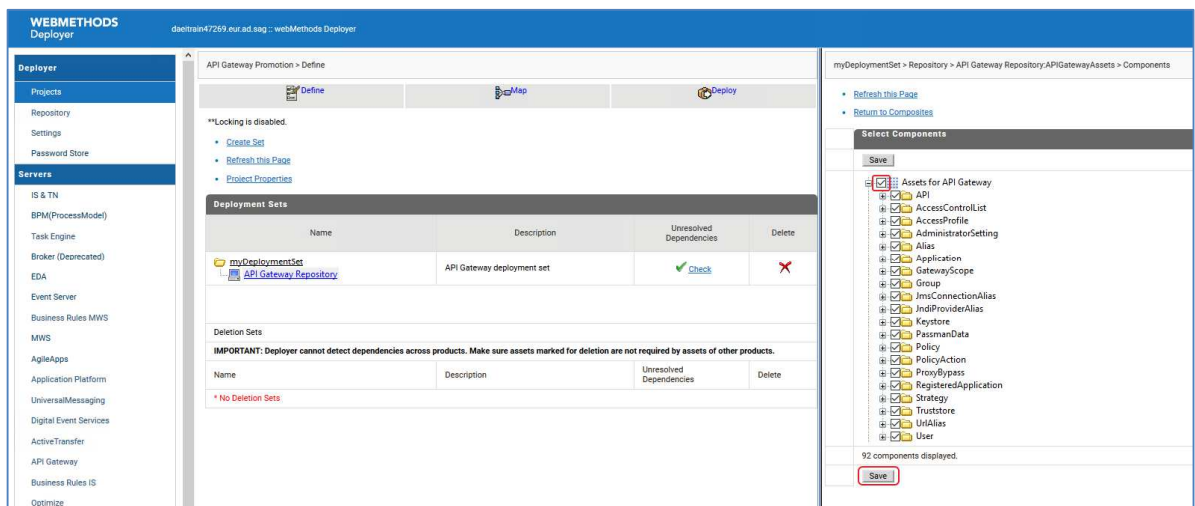 WEBMETHODS
Deployer
daeitrain47269.eur.ad.sag :: webMethods Deployer
Deployer
Projects
Repository
Settings
Password Store
Servers
IS & TN
BPM(ProcessModel)
Task Engine
Broker (Deprecated)
EDA
Event Server
Business Rules MWS
MWS
AgileApps
Application Platform
UniversalMessaging
Digital Event Services
ActiveTransfer
API Gateway
Business Rules IS
Optimize
API Gateway Promotion > Define
Define Map Deploy
**Locking is disabled.
Create Set
Refresh this Page
Project Properties
Deployment Sets
Name Description Unresolved Dependencies Delete
myDeploymentSet
API Gateway Repository
API Gateway deployment set
Check
Deletion Sets
IMPORTANT: Deployer cannot detect dependencies across products. Make sure assets marked for deletion are not required by assets of other products.
Name Description Unresolved Dependencies Delete
* No Deletion Sets
myDeploymentSet > Repository > API Gateway Repository:APIGatewayAssets > Components
Refresh this Page
Return to Composites
Select Components
Save
Assets for API Gateway
API
AccessControlList
AccessProfile
AdministratorSetting
Alias
Application
GatewayScope
Group
JmsConnectionAlias
JndiProviderAlias
Keystore
PassmanData
Policy
PolicyAction
ProxyBypass
RegisteredApplication
Strategy
Truststore
UrlAlias
User
92 components displayed.
Save